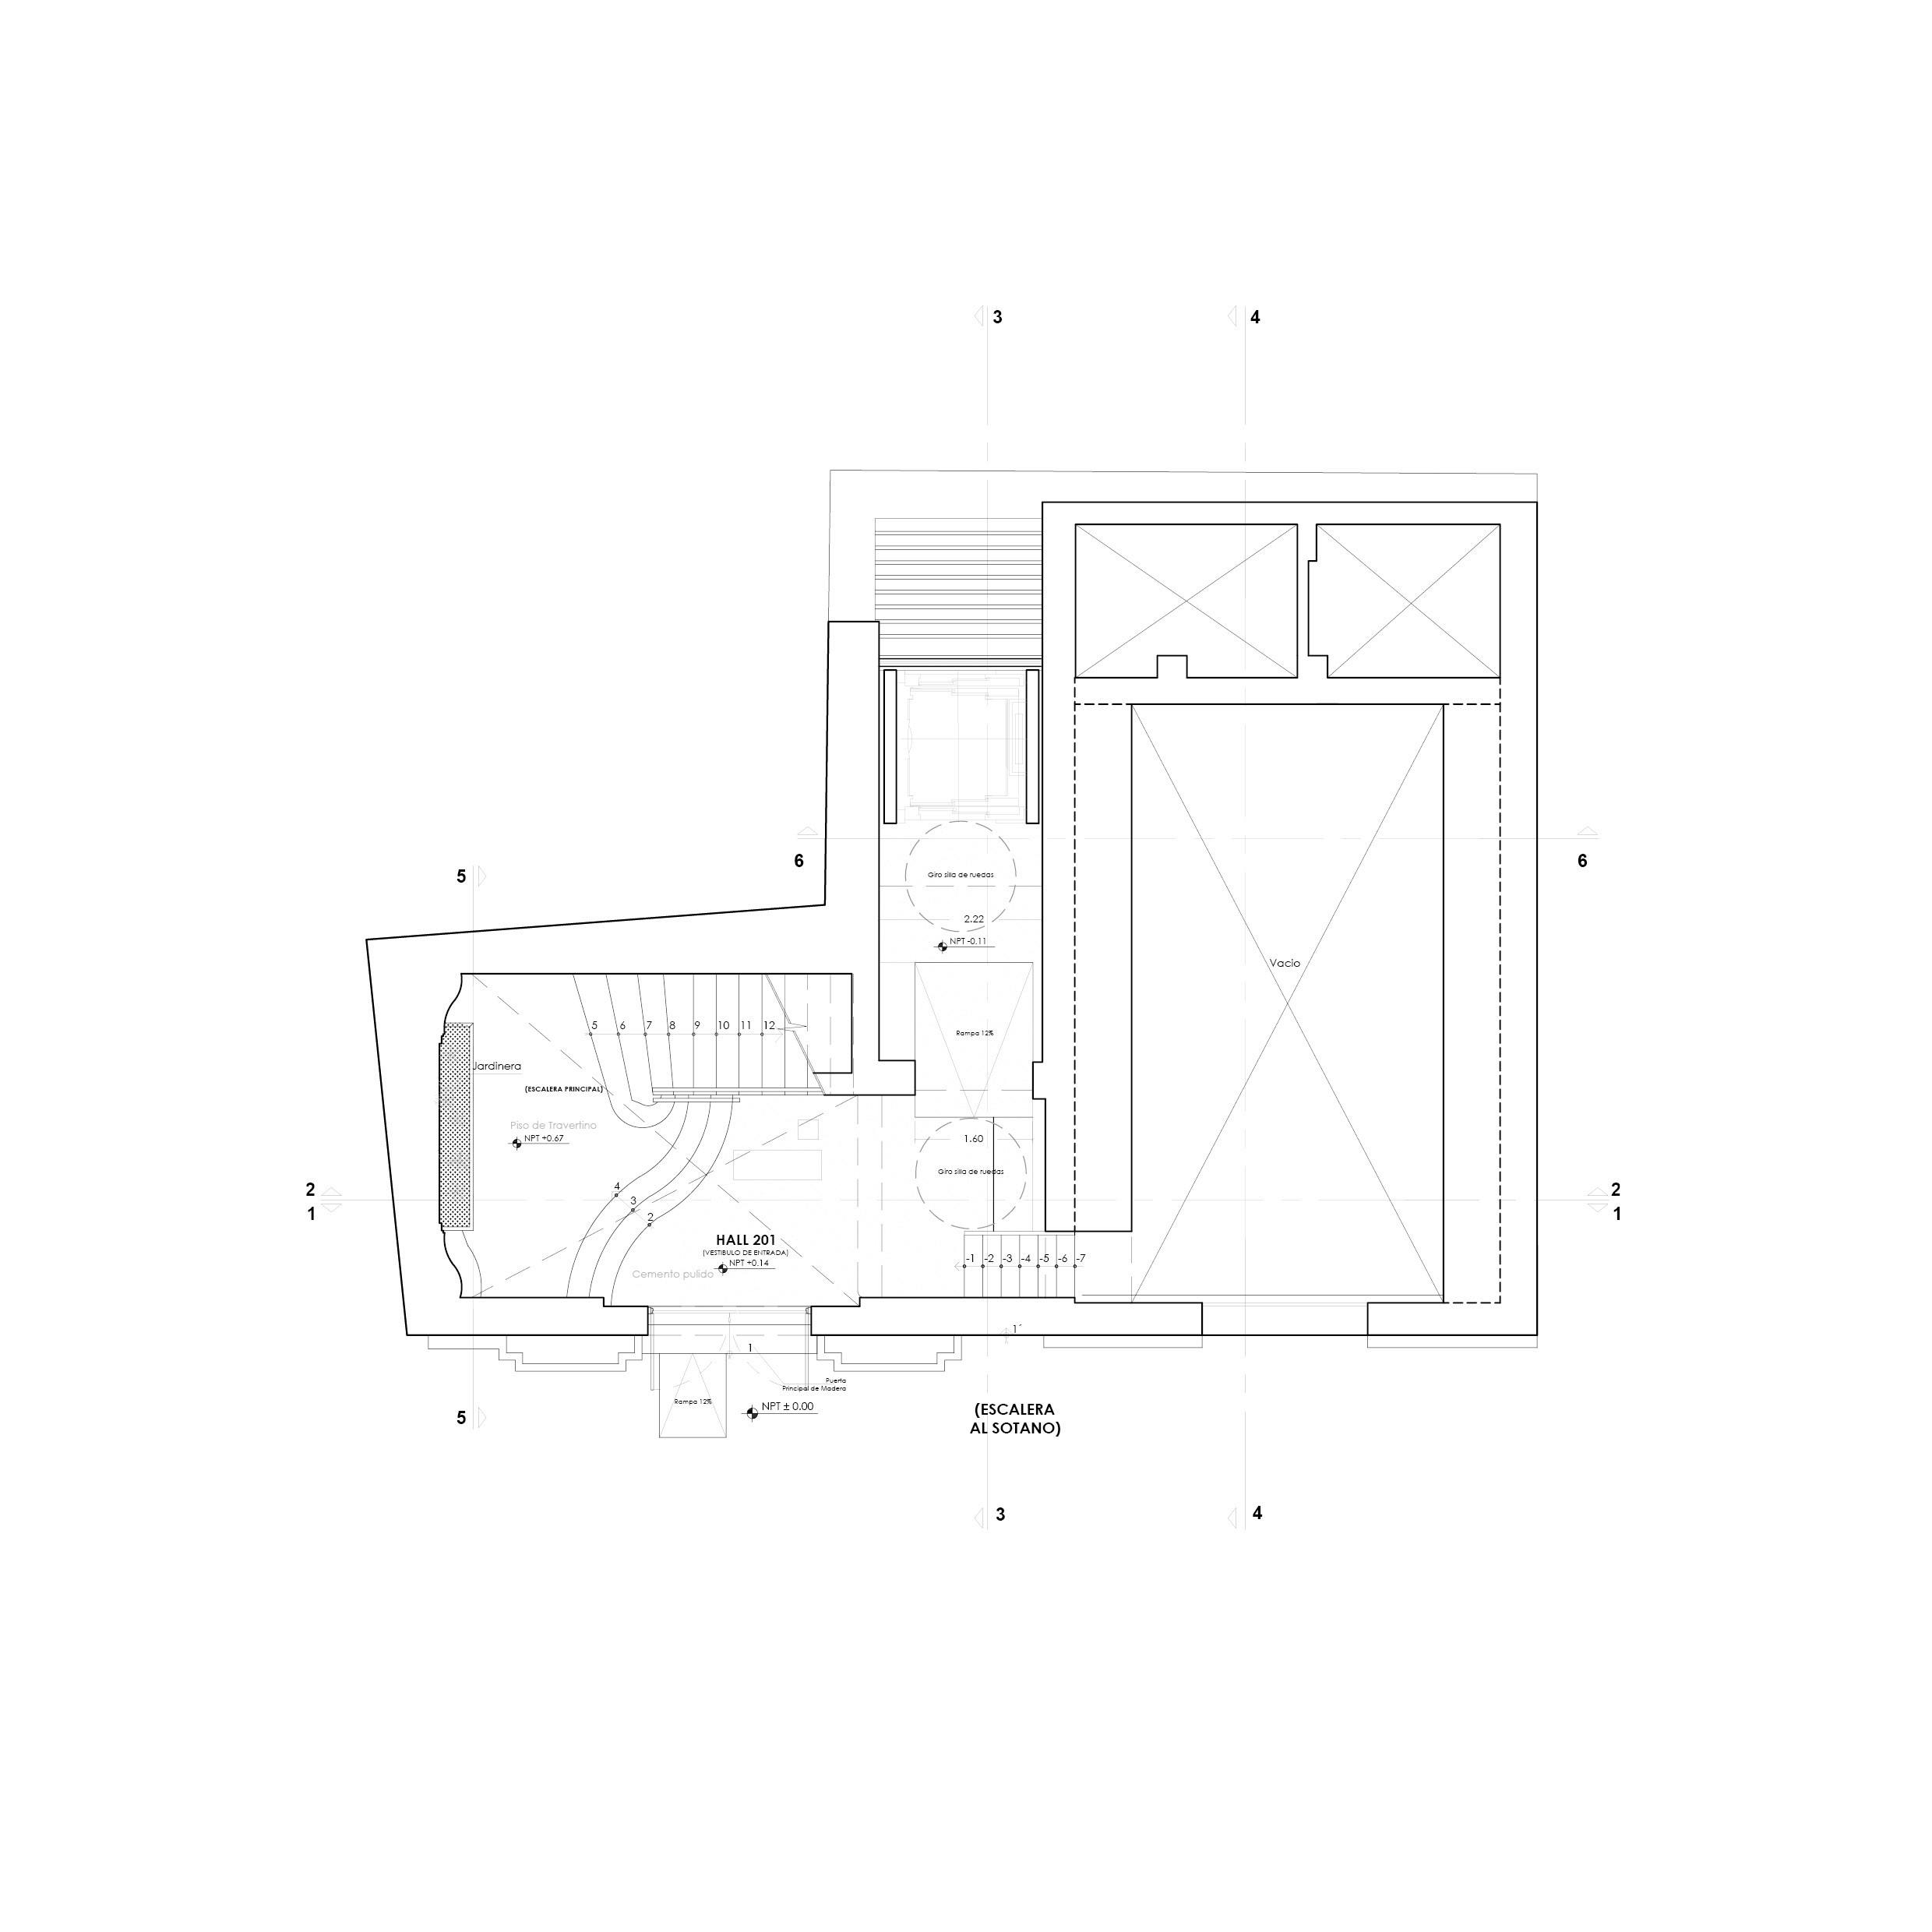 3
4
5
6
6
Giro silla de ruedas
2.22
NPT -0.11
Vacio
5
6
7
8
9
10
11
12
Rampa 12%
Jardinera
(ESCALERA PRINCIPAL)
Piso de Travertino
NPT +0.67
1.60
Giro silla de ruedas
4
3
2
2
1
2
1
HALL 201
(VESTIBULO DE ENTRADA)
NPT +0.14
Cemento pulido
-1
-2
-3
-4
-5
-6
-7
1´
1
Puerta
Principal de Madera
Rampa 12%
NPT ± 0.00
5
(ESCALERA
AL SOTANO)
3
4